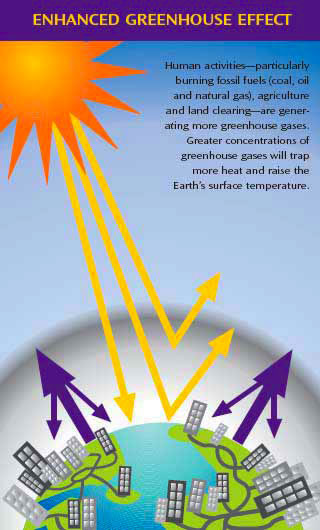 ENHANCED GREENHOUSE EFFECT
Human activities—particularly
burning fossil fuels (coal, oil
and natural gas), agriculture
and land clearing—are gener-
ating more greenhouse gases.
Greater concentrations of
greenhouse gases will trap
more heat and raise the
Earth's surface temperature.